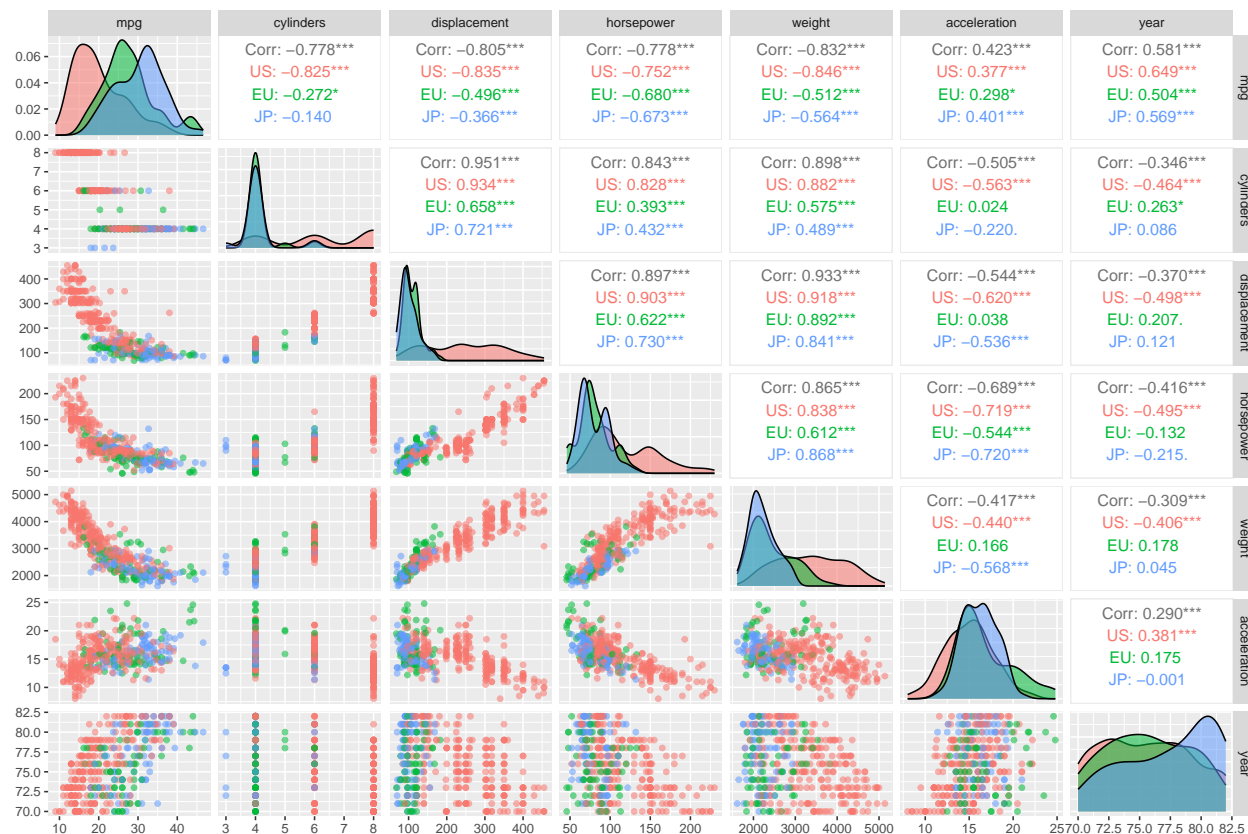 mpg
cylinders
displacement
horsepower
weight
acceleration
year
0.06
0.04
0.02
0.00
Corr: −0.778***
US: −0.825***
EU: −0.272*
JP: −0.140
Corr: −0.805***
US: −0.835***
EU: −0.496***
JP: −0.366***
Corr: −0.778***
US: −0.752***
EU: −0.680***
JP: −0.673***
Corr: −0.832***
US: −0.846***
EU: −0.512***
JP: −0.564***
Corr: 0.423***
US: 0.377***
EU: 0.298*
JP: 0.401***
Corr: 0.581***
US: 0.649***
EU: 0.504***
JP: 0.569***
mpg
8
7
6
5
4
3
Corr: 0.951***
US: 0.934***
EU: 0.658***
JP: 0.721***
Corr: 0.843***
US: 0.828***
EU: 0.393***
JP: 0.432***
Corr: 0.898***
US: 0.882***
EU: 0.575***
JP: 0.489***
Corr: −0.505***
US: −0.563***
EU: 0.024
JP: −0.220.
Corr: −0.346***
US: −0.464***
EU: 0.263*
JP: 0.086
cylinders
400
300
200
100
Corr: 0.897***
US: 0.903***
EU: 0.622***
JP: 0.730***
Corr: 0.933***
US: 0.918***
EU: 0.892***
JP: 0.841***
Corr: −0.544***
US: −0.620***
EU: 0.038
JP: −0.536***
Corr: −0.370***
US: −0.498***
EU: 0.207.
JP: 0.121
displacement
200
150
100
50
Corr: 0.865***
US: 0.838***
EU: 0.612***
JP: 0.868***
Corr: −0.689***
US: −0.719***
EU: −0.544***
JP: −0.720***
Corr: −0.416***
US: −0.495***
EU: −0.132
JP: −0.215.
horsepower
5000
4000
3000
2000
Corr: −0.417***
US: −0.440***
EU: 0.166
JP: −0.568***
Corr: −0.309***
US: −0.406***
EU: 0.178
JP: 0.045
weight
25
20
15
10
Corr: 0.290***
US: 0.381***
EU: 0.175
JP: −0.001
acceleration
82.5
80.0
77.5
75.0
72.5
70.0
year
10 20 30 40
3 4 5 6 7 8
100 200 300 400
50 100 150 200
2000 3000 4000 5000
10 15 20 25
70.0 72.5 75.0 77.5 80.0 82.5